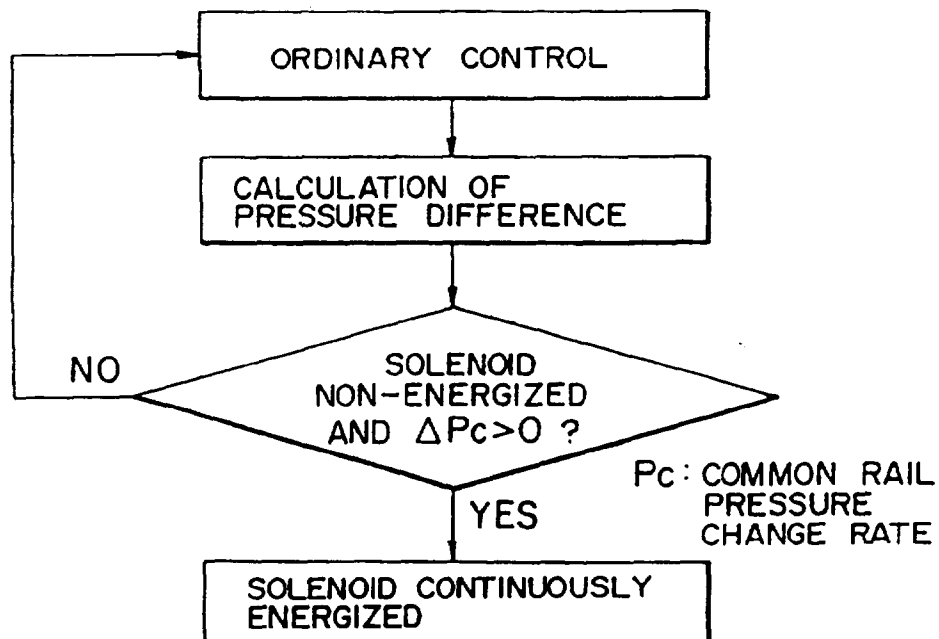 ORDINARY CONTROL
CALCULATION OF
PRESSURE DIFFERENCE
SOLENOID
NON-ENERGIZED
AND ΔPc>0 ?
NO
YES
Pc: COMMON RAIL
PRESSURE
CHANGE RATE
SOLENOID CONTINUOUSLY
ENERGIZED